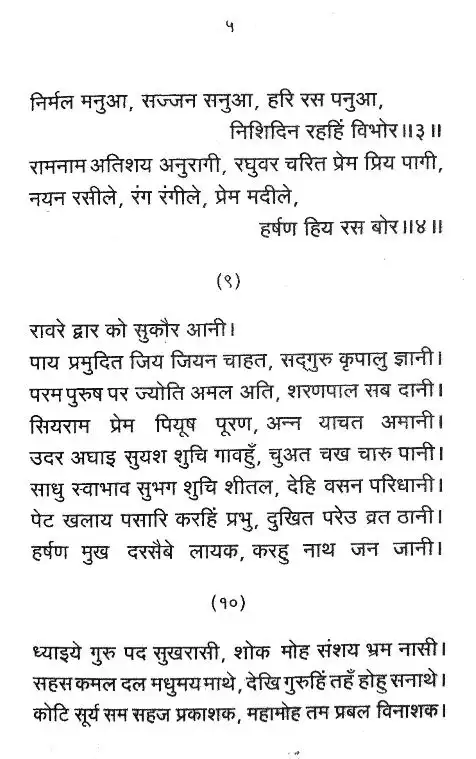 ५
निर्मल मनुआ, सज्जन सनुआ, हरि रस पनुआ,
निशिदिन रहहिं विभोर॥३॥
रामनाम अतिशय अनुरागी, रघुवर चरित प्रेम प्रिय पागी,
नयन रसीले, रंग रंगीले, प्रेम मदीले,
हर्षण हिय रस बोर॥४॥
(९)
रावरे द्वार को सुकौर आनी।
पाय प्रमुदित जिय जियन चाहत, सद्गुरु कृपालु ज्ञानी।
परम पुरुष पर ज्योति अमल अति, शरणपाल सब दानी।
सियराम प्रेम पियूष पूरण, अन्न याचत अमानी।
उदर अघाइ सुयश शुचि गावहुँ, चुअत चख चारु पानी।
साधु स्वाभाव सुभग शुचि शीतल, देहि वसन परिधानी।
पेट खलाय पसारि करहिं प्रभु, दुखित परेउ व्रत ठानी।
हर्षण मुख दरसैबे लायक, करहु नाथ जन जानी।
(१०)
ध्याइये गुरु पद सुखरासी, शोक मोह संशय भ्रम नासी।
सहस कमल दल मधुमय माथे, देखि गुरुहिं तहँ होहु सनाथे।
कोटि सूर्य सम सहज प्रकाशक, महामोह तम प्रबल विनाशक।